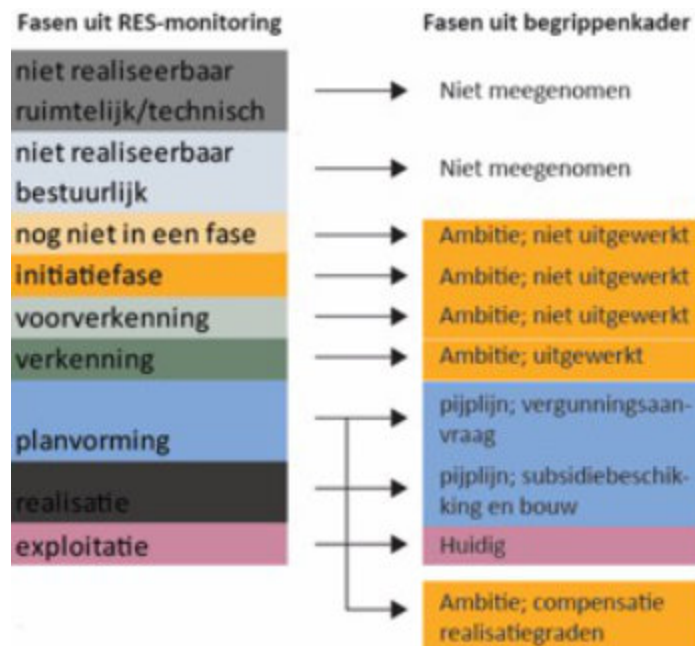 Fasen uit RES-monitoring
Fasen uit begrippenkader
niet realiseerbaar
ruimtelijk/technisch
Niet meegenomen
niet realiseerbaar
bestuurlijk
Niet meegenomen
nog niet in een fase
Ambitie; niet uitgewerkt
initiatiefase
Ambitie; niet uitgewerkt
voorverkenning
Ambitie; niet uitgewerkt
verkenning
Ambitie; uitgewerkt
planvorming
pijplijn; vergunningsaan-
vraag
realisatie
pijplijn; subsidiebeschik-
king en bouw
exploitatie
Huidig
Ambitie; compensatie
realisatiegraden